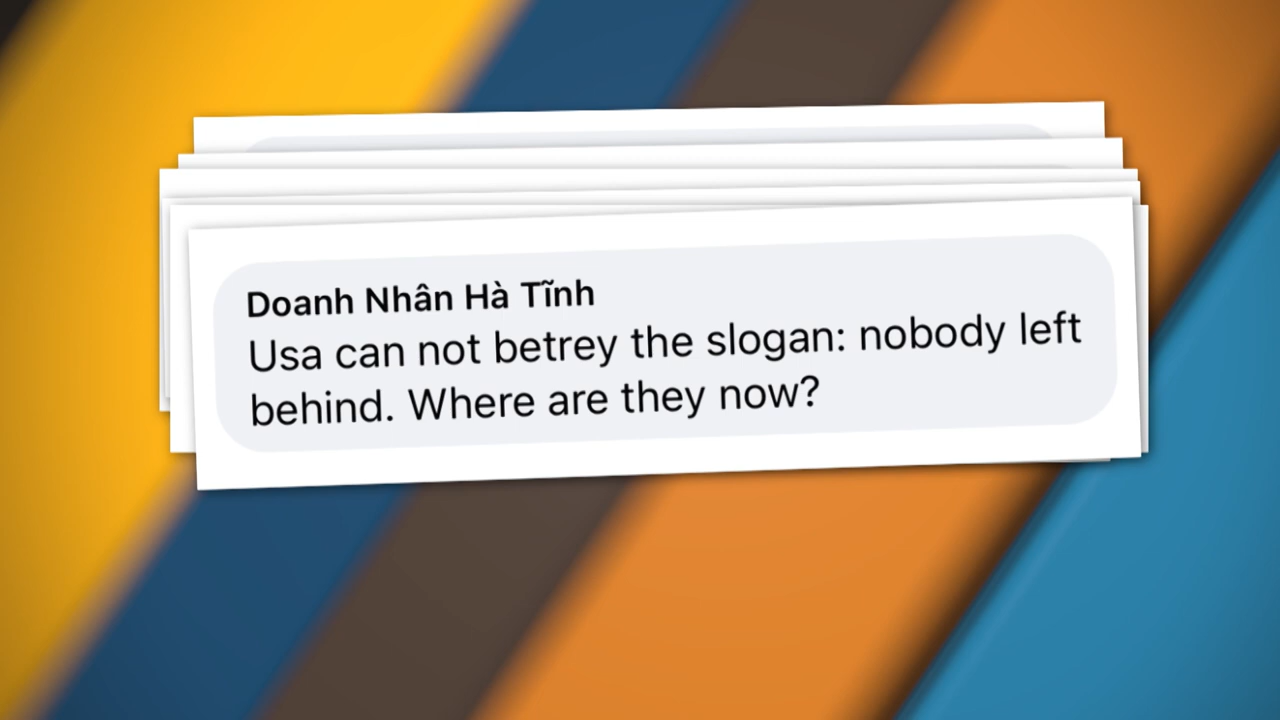 Doanh Nhân Hà Tĩnh
Usa can not betrey the slogan: nobody left
behind. Where are they now?